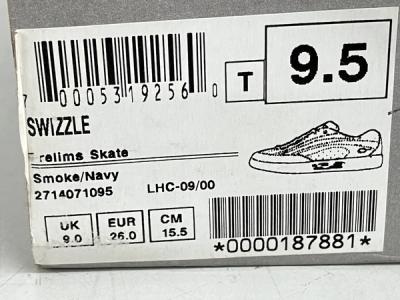 T
9.5
7 00053 19256 0
SWIZZLE
relims Skate
Smoke/Navy
2714071095 LHC-09/00
UK 9.0
EUR 26.0
CM 15.5
*0000187881*